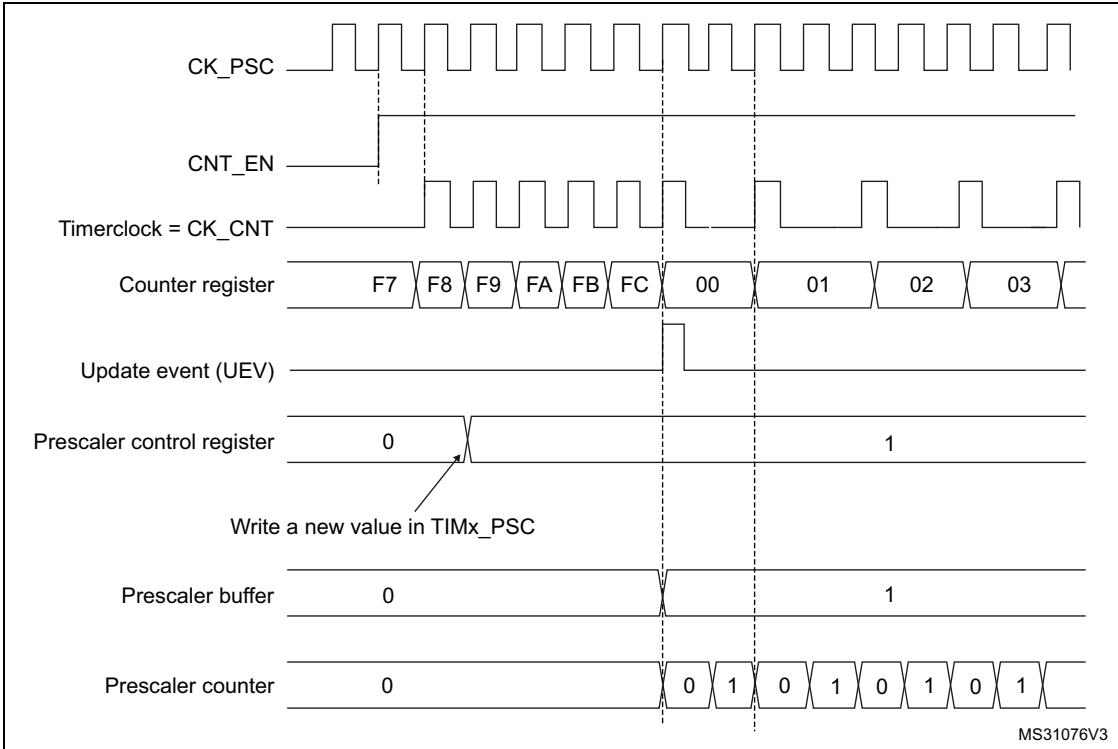 CK_PSC
CNT_EN
Timerclock = CK_CNT
Counter register F7 F8 F9 FA FB FC 00 01 02 03
Update event (UEV)
Prescaler control register 0 1
Write a new value in TIMx_PSC
Prescaler buffer 0 1
Prescaler counter 0 0 1 0 1 0 1 0 1
MS31076V3